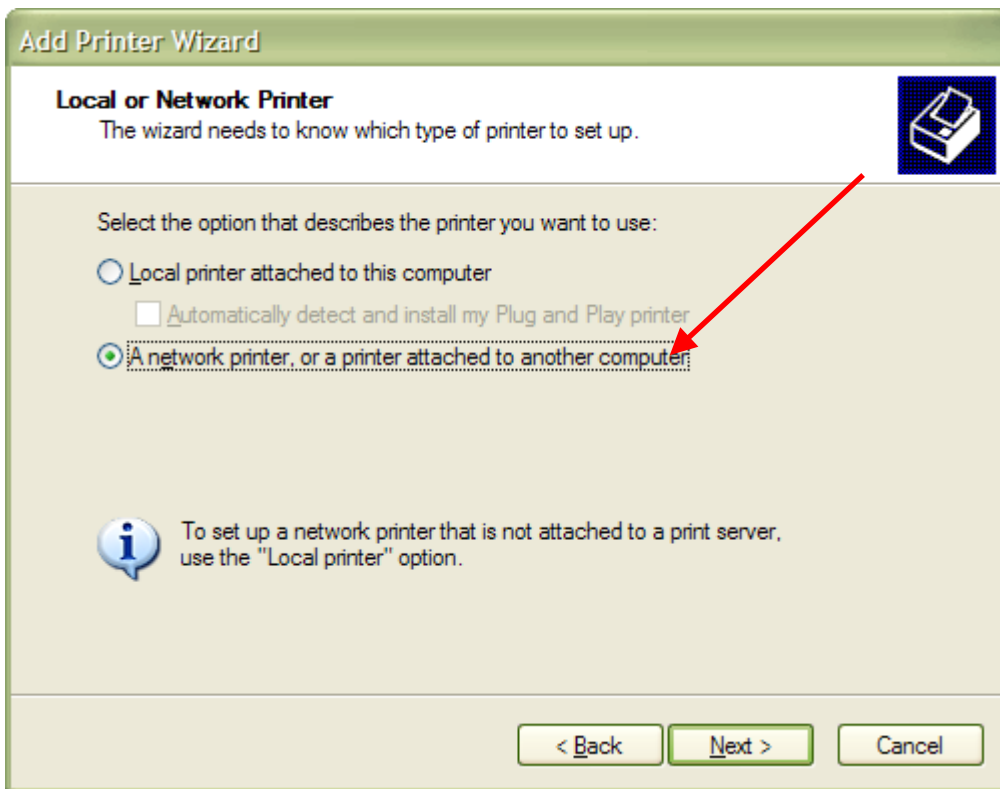 Add Printer Wizard
Local or Network Printer
The wizard needs to know which type of printer to set up.
Select the option that describes the printer you want to use:
Local printer attached to this computer
Automatically detect and install my Plug and Play printer
A network printer, or a printer attached to another computer
To set up a network printer that is not attached to a print server,
use the "Local printer" option.
< Back
Next >
Cancel